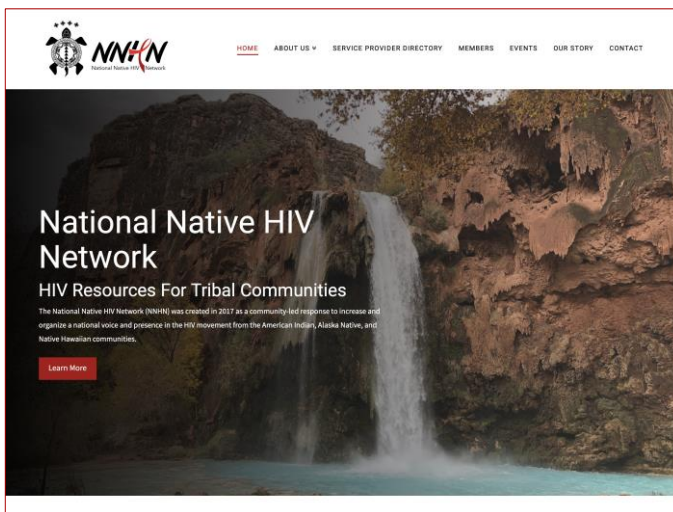 NNHN
National Native HIV Network
HOME ABOUT US SERVICE PROVIDER DIRECTORY MEMBERS EVENTS OUR STORY CONTACT
National Native HIV
Network
HIV Resources For Tribal Communities
The National Native HIV Network (NNHN) was created in 2017 as a community-led response to increase and
organize a national voice and presence in the HIV movement from the American Indian, Alaska Native, and
Native Hawaiian communities.
Learn More